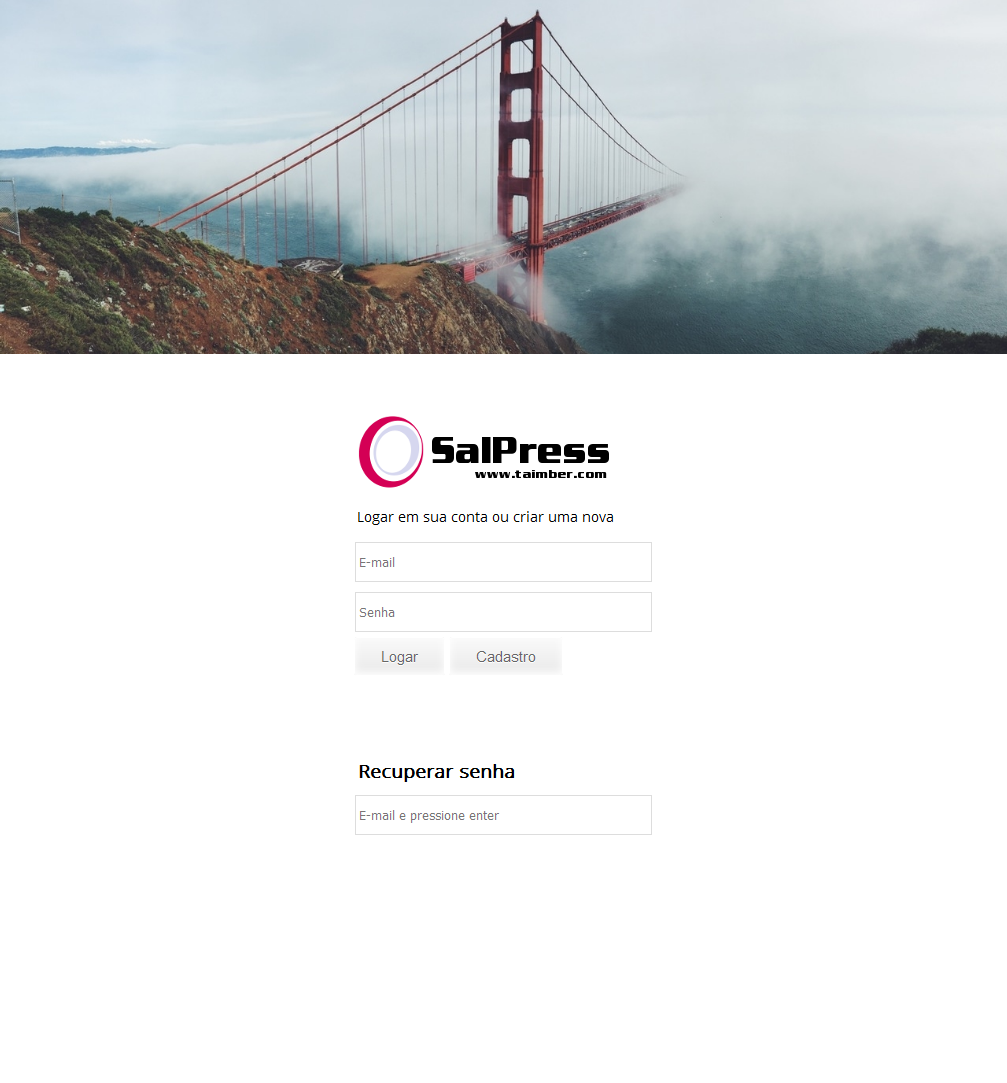 SalPress
www.taimber.com
Logar em sua conta ou criar uma nova
E-mail
Senha
Logar Cadastro
Recuperar senha
E-mail e pressione enter